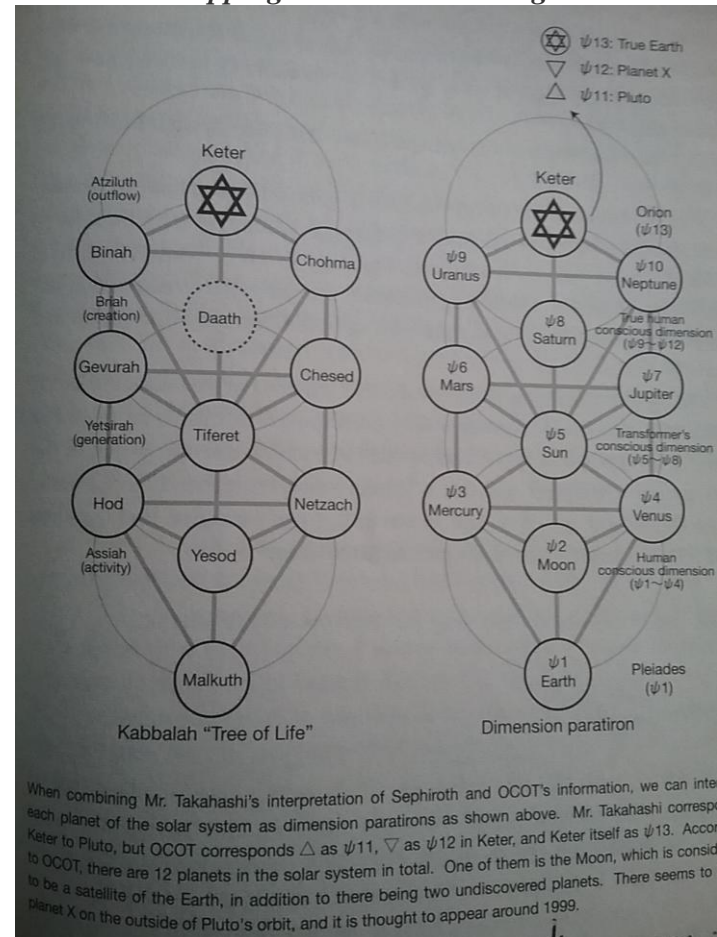 ψ13: True Earth
ψ12: Planet X
ψ11: Pluto
Keter
Atziluth
(outflow)
Binah
Chohma
Briah
(creation)
Daath
Gevurah
Chesed
Yetsirah
(generation)
Tiferet
Hod
Netzach
Assiah
(activity)
Yesod
Malkuth
Kabbalah "Tree of Life"
Keter
Orion
(ψ13)
ψ9
Uranus
ψ10
Neptune
ψ8
Saturn
True human
conscious dimension
(ψ9~ψ12)
ψ6
Mars
ψ7
Jupiter
ψ5
Sun
Transformer's
conscious dimension
(ψ5~ψ8)
ψ3
Mercury
ψ4
Venus
ψ2
Moon
Human
conscious dimension
(ψ1~ψ4)
ψ1
Earth
Pleiades
(ψ1)
Dimension paratiron
When combining Mr. Takahashi's interpretation of Sephiroth and OCOT's information, we can
each planet of the solar system as dimension paratirons as shown above. Mr. Takahashi
Keter to Pluto, but OCOT corresponds △ as ψ11, ▽ as ψ12 in Keter, and Keter itself as ψ13.
to OCOT, there are 12 planets in the solar system in total. One of them is the Moon, which is
to be a satellite of the Earth, in addition to there being two undiscovered planets. There seems to
planet X on the outside of Pluto's orbit, and it is thought to appear around 1999.